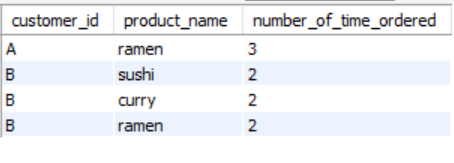 customer_id product_name number_of_time_ordered
A ramen 3
B sushi 2
B curry 2
B ramen 2